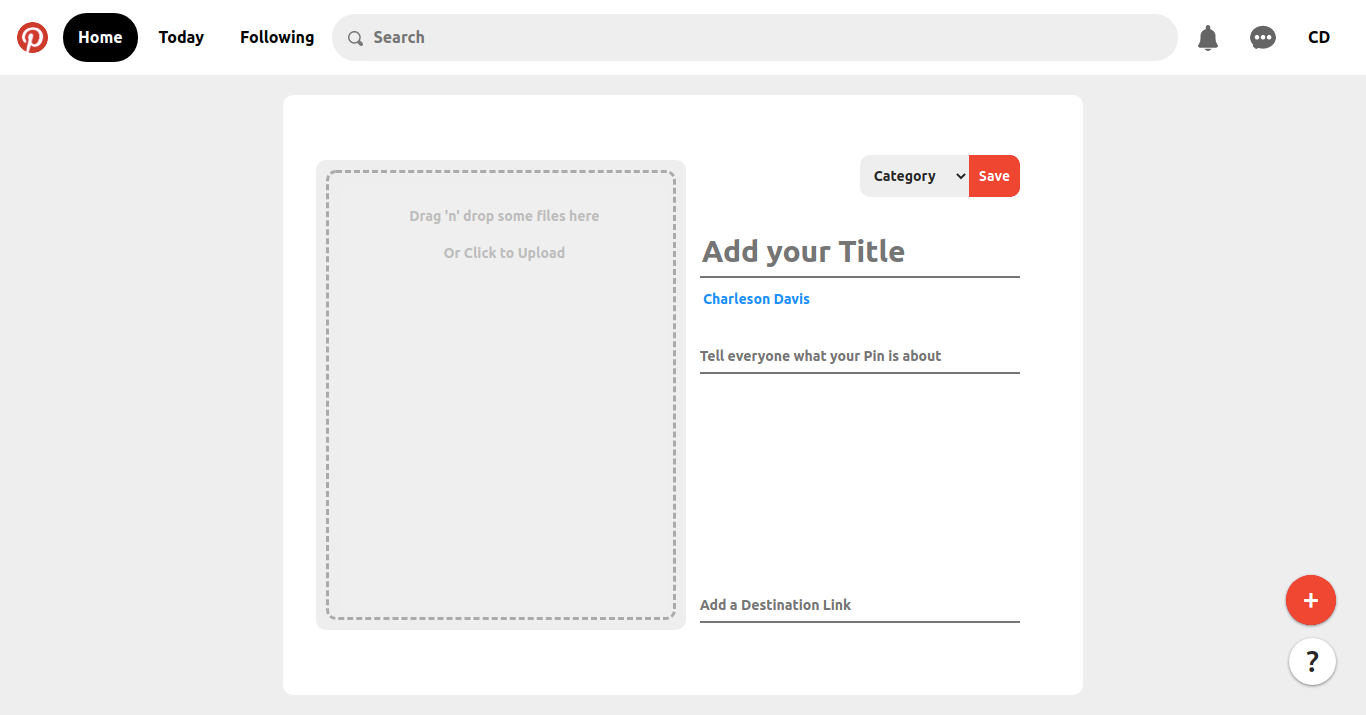 Home Today Following Search CD
Category Save
Drag 'n' drop some files here
Or Click to Upload
Add your Title
Charleson Davis
Tell everyone what your Pin is about
Add a Destination Link
+
?